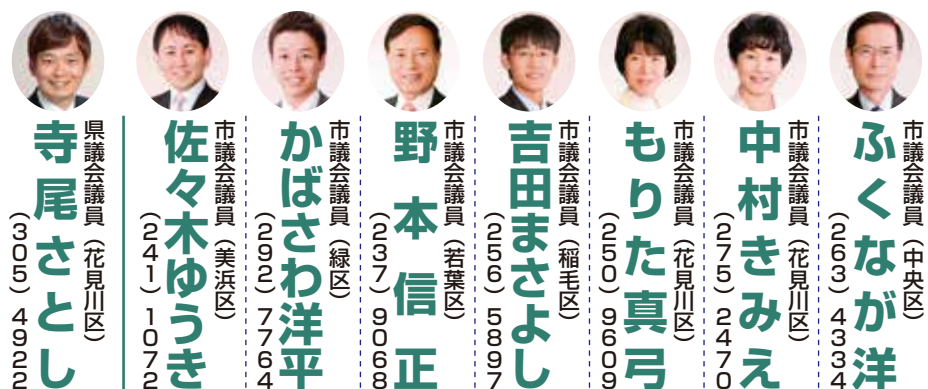 市議会議員（中央区）
ふくなが洋
（263）4334
市議会議員（花見川区）
中村きみえ
（275）2470
市議会議員（花見川区）
もりた真弓
（250）9609
市議会議員（稲毛区）
吉田まさよし
（256）5897
市議会議員（若葉区）
野本信正
（237）9068
市議会議員（緑区）
かばさわ洋平
（292）7764
市議会議員（美浜区）
佐々木ゆうき
（241）1072
県議会議員（花見川区）
寺尾さとし
（305）4922